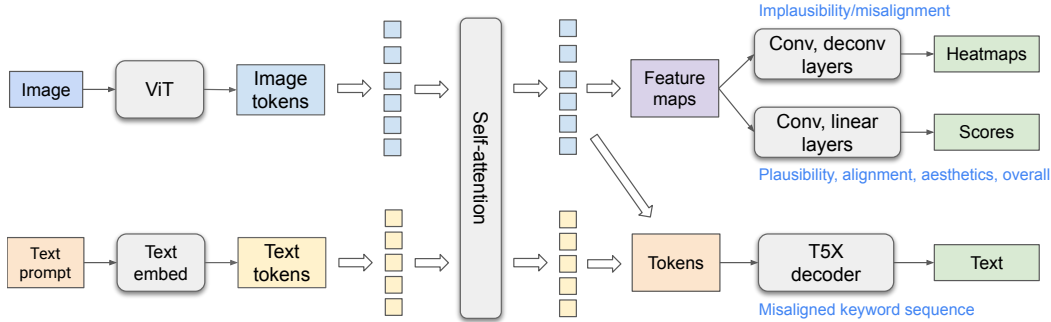 Implausibility/misalignment
Image
ViT
Image
tokens
Self-attention
Feature
maps
Conv, deconv
layers
Heatmaps
Conv, linear
layers
Scores
Plausibility, alignment, aesthetics, overall
Text
prompt
Text
embed
Text
tokens
Tokens
T5X
decoder
Text
Misaligned keyword sequence